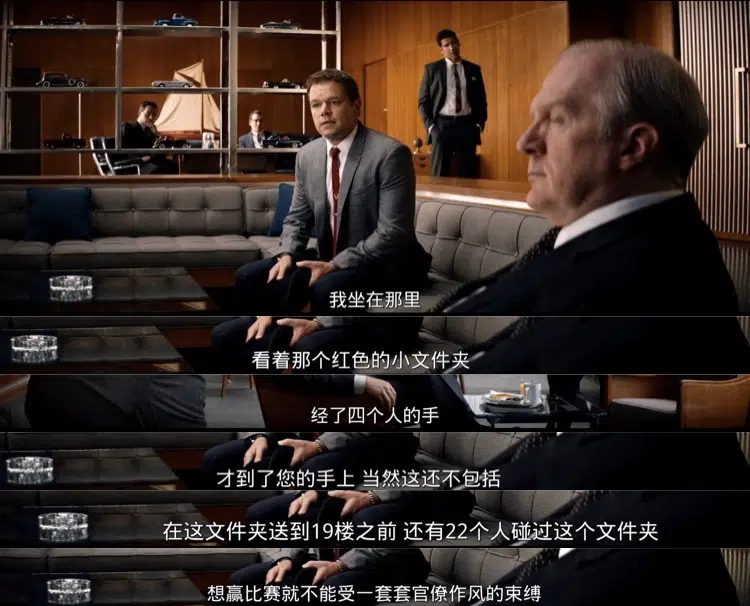 我坐在那里
看着那个红色的小文件夹
经了四个人的手
才到了您的手上 当然这还不包括
在这文件夹送到19楼之前 还有22个人碰过这个文件夹
想赢比赛就不能受一套套官僚作风的束缚